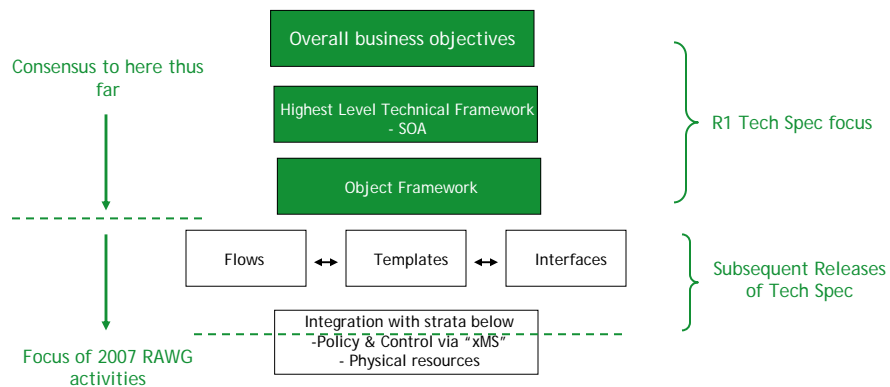 Overall business objectives
Consensus to here thus
far
Highest Level Technical Framework
- SOA
R1 Tech Spec focus
Object Framework
Flows
Templates
Interfaces
Subsequent Releases
of Tech Spec
Integration with strata below
-Policy & Control via “xMS”
- Physical resources
Focus of 2007 RAWG
activities